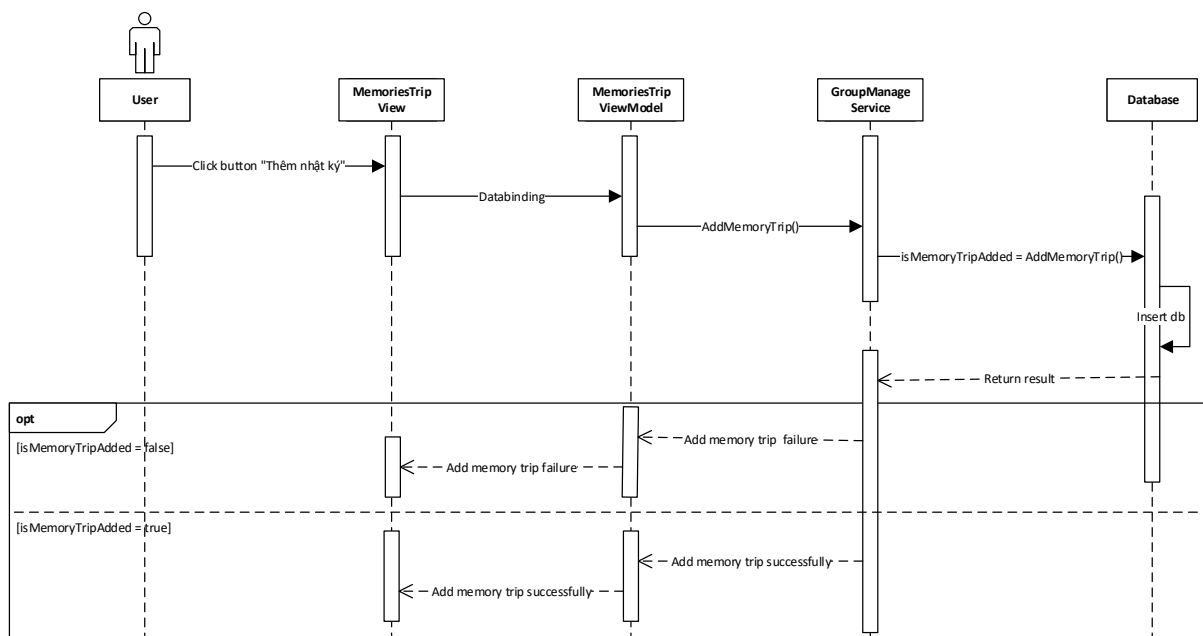 User
MemoriesTrip
View
MemoriesTrip
ViewModel
GroupManage
Service
Database
Click button "Thêm nhật ký"
Databinding
AddMemoryTrip()
isMemoryTripAdded = AddMemoryTrip()
Insert db
Return result
opt
[isMemoryTripAdded = false]
Add memory trip failure
Add memory trip failure
[isMemoryTripAdded = true]
Add memory trip successfully
Add memory trip successfully